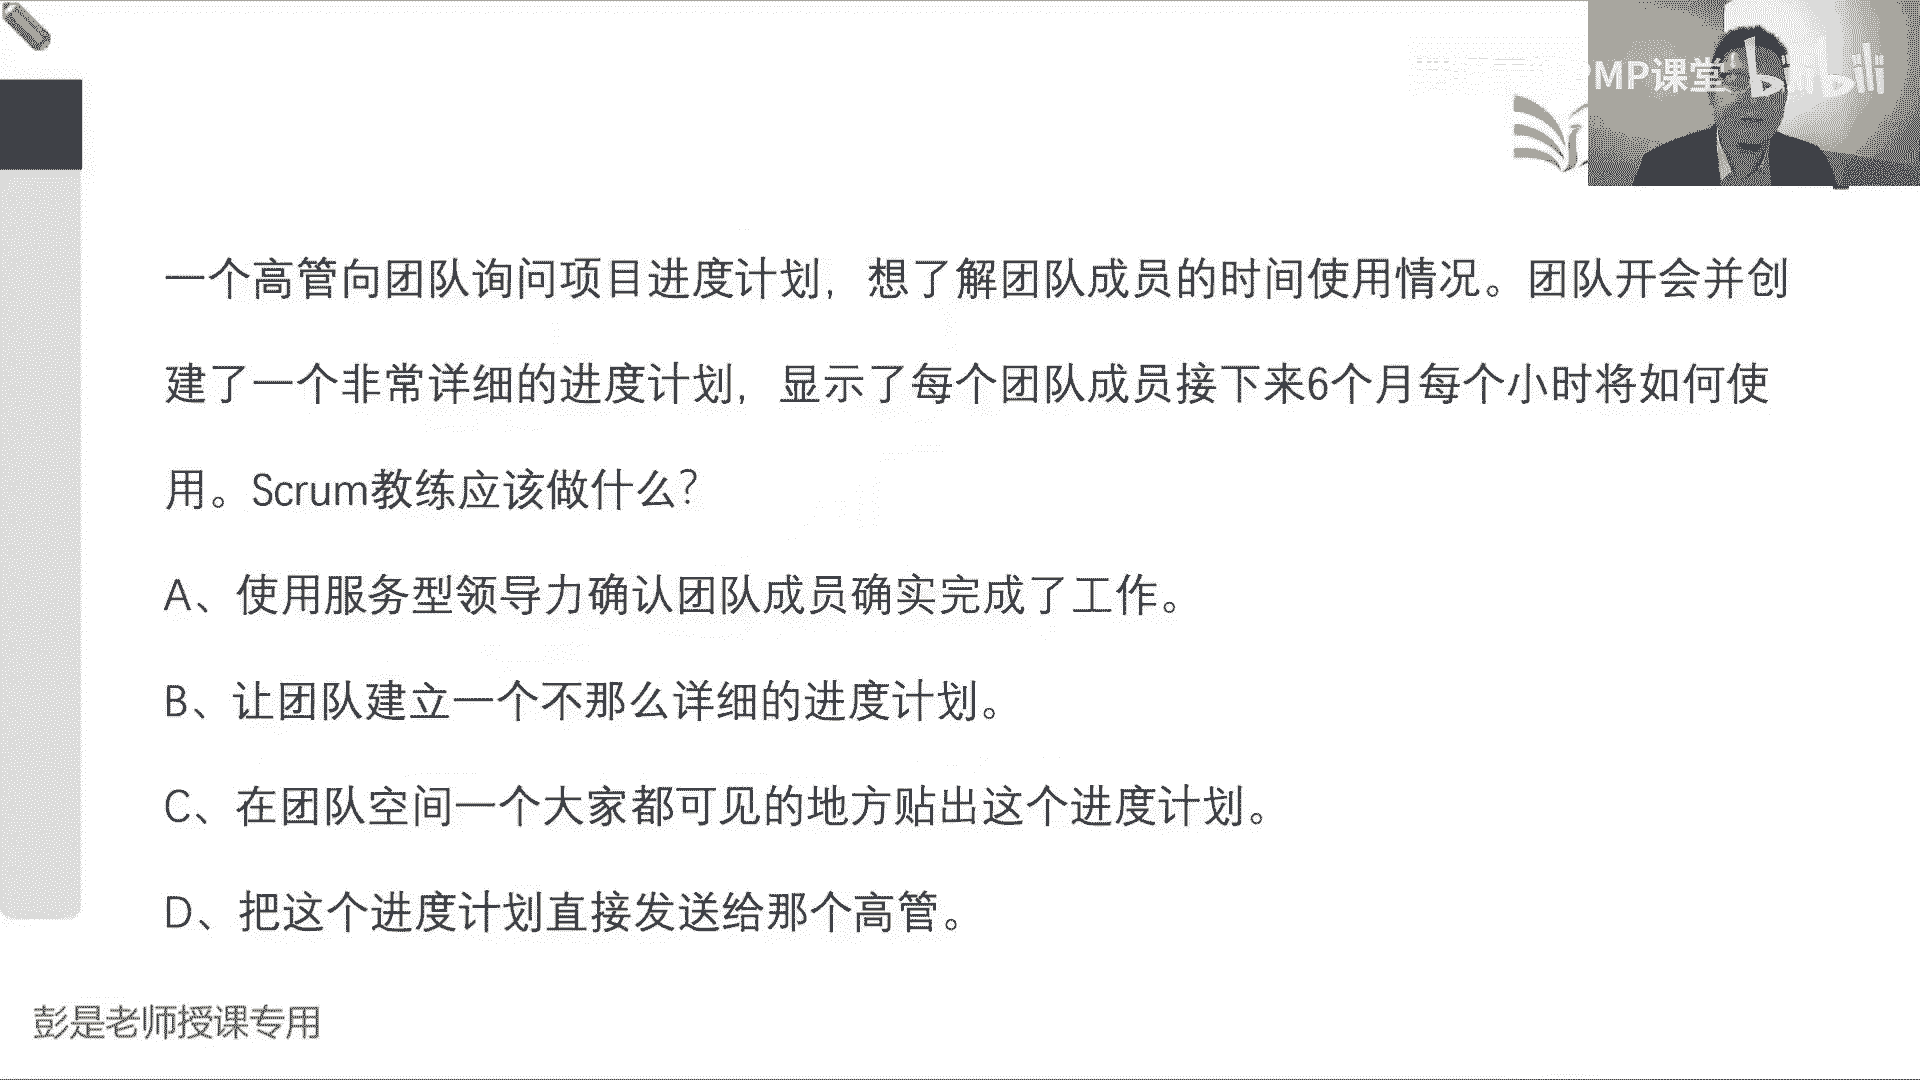 PMP课堂 bilibili
一个高管向团队询问项目进度计划，想了解团队成员的时间使用情况。团队开会并创
建了一个非常详细的进度计划，显示了每个团队成员接下来6个月每个小时将如何使
用。Scrum教练应该做什么？
A、使用服务型领导力确认团队成员确实完成了工作。
B、让团队建立一个不那么详细的进度计划。
C、在团队空间一个大家都可见的地方贴出这个进度计划。
D、把这个进度计划直接发送给那个高管。
彭是老师授课专用